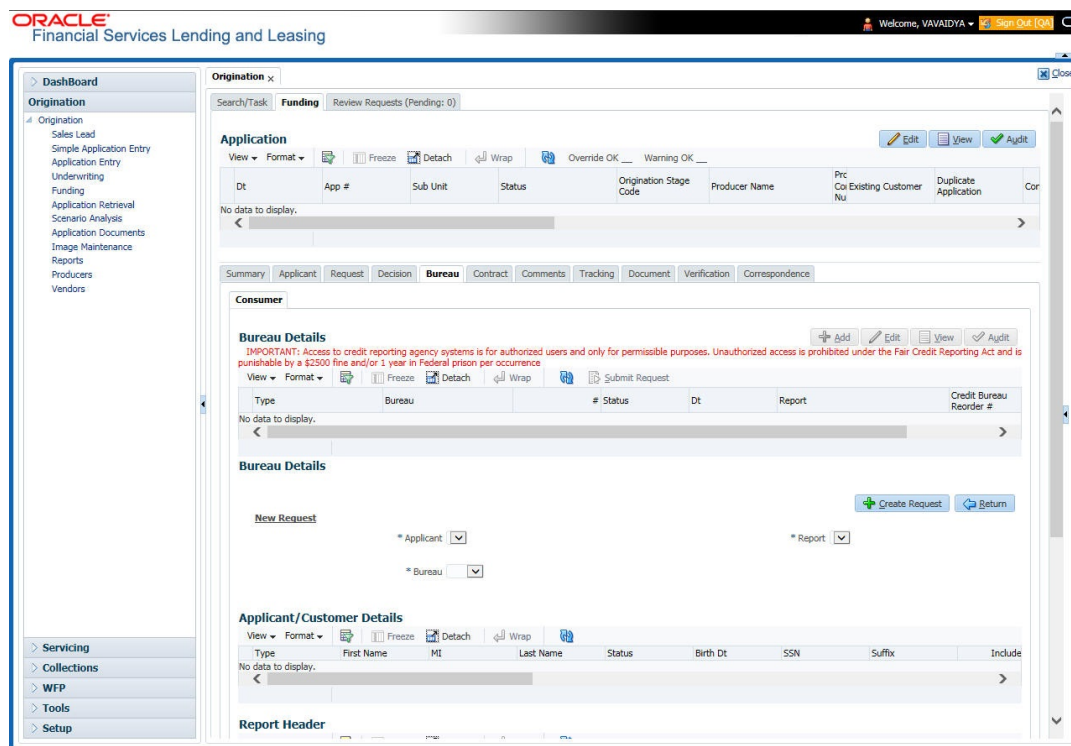 ORACLE
Financial Services Lending and Leasing
Welcome, VAVAIDYA Sign Out [QA]
Close
DashBoard
Origination
Origination
Sales Lead
Simple Application Entry
Application Entry
Underwriting
Funding
Application Retrieval
Scenario Analysis
Application Documents
Image Maintenance
Reports
Producers
Vendors
Servicing
Collections
WFP
Tools
Setup
Origination x
Search/Task Funding Review Requests (Pending: 0)
Application
Edit View Audit
View Format Freeze Detach Wrap Override OK __ Warning OK __
Dt App # Sub Unit Status Origination Stage Code Producer Name Prc Coı Nu Existing Customer Duplicate Application Cor
No data to display.
Summary Applicant Request Decision Bureau Contract Comments Tracking Document Verification Correspondence
Consumer
Bureau Details
Add Edit View Audit
IMPORTANT: Access to credit reporting agency systems is for authorized users and only for permissible purposes. Unauthorized access is prohibited under the Fair Credit Reporting Act and is
punishable by a $2500 fine and/or 1 year in Federal prison per occurrence
View Format Freeze Detach Wrap Submit Request
Type Bureau # Status Dt Report Credit Bureau Reorder #
No data to display.
Bureau Details
Create Request Return
New Request
* Applicant * Report
* Bureau
Applicant/Customer Details
View Format Freeze Detach Wrap
Type First Name MI Last Name Status Birth Dt SSN Suffix Include
No data to display.
Report Header